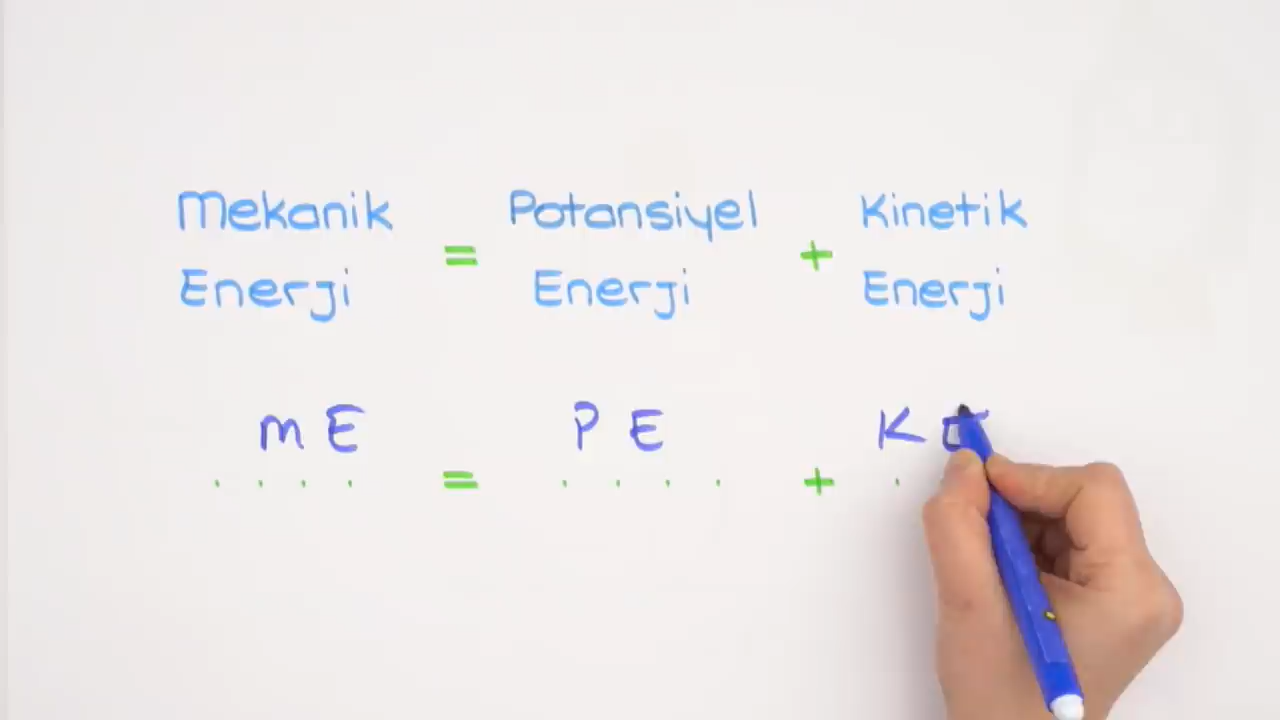 Mekanik Potansiyel Kinetik
= +
Enerji Enerji Enerji
mE PE K
.... = .... + .